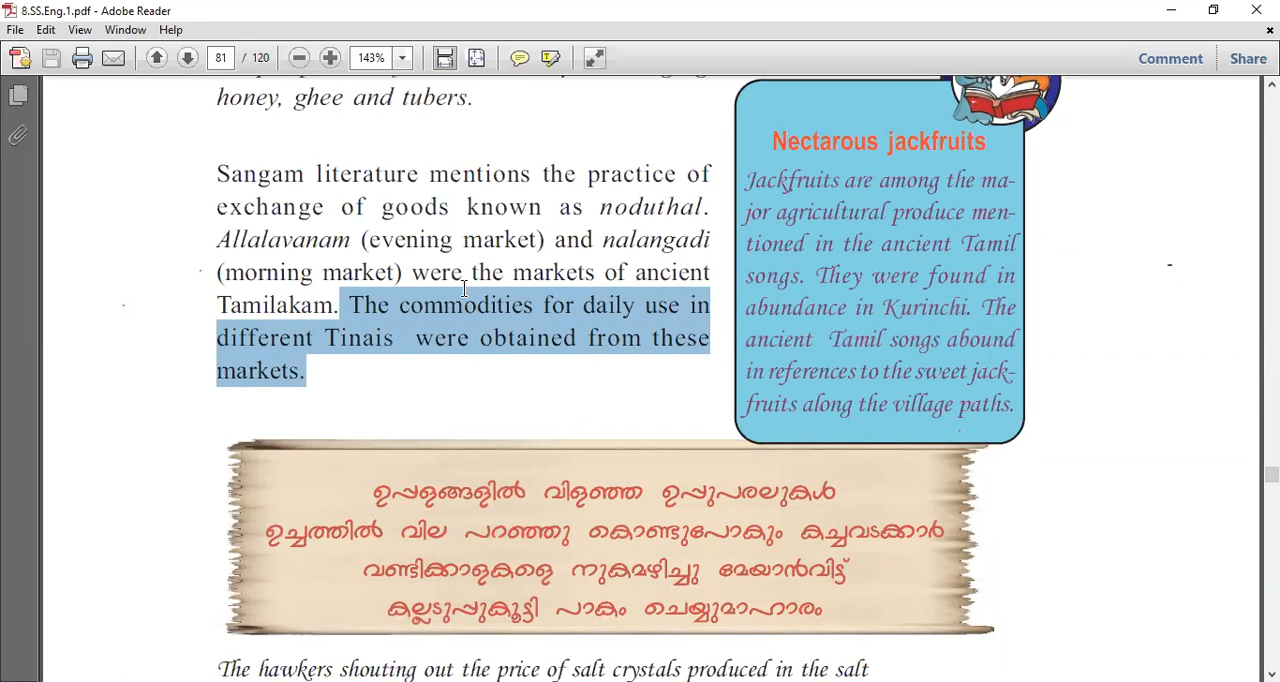 8.SS.Eng.1.pdf - Adobe Reader
File Edit View Window Help
81 / 120 143% Comment Share
honey, ghee and tubers.
Sangam literature mentions the practice of
exchange of goods known as noduthal.
Allalavanam (evening market) and nalangadi
(morning market) were the markets of ancient
Tamilakam. The commodities for daily use in
different Tinais were obtained from these
markets.
Nectarous jackfruits
Jackfruits are among the ma-
jor agricultural produce men-
tioned in the ancient Tamil
songs. They were found in
abundance in Kurinchi. The
ancient Tamil songs abound
in references to the sweet jack-
fruits along the village paths.
ഉപ്പളങ്ങളിൽ വിളഞ്ഞ ഉപ്പുപരലുകൾ
ഉച്ചത്തിൽ വില പറഞ്ഞു കൊണ്ടുപോകും കച്ചവടക്കാർ
വണ്ടിക്കാളകളെ നുകമഴിച്ചു മേയാൻവിട്ട്
കല്ലടുപ്പുകൂട്ടി പാകം ചെയ്യുമാഹാരം
The hawkers shouting out the price of salt crystals produced in the salt